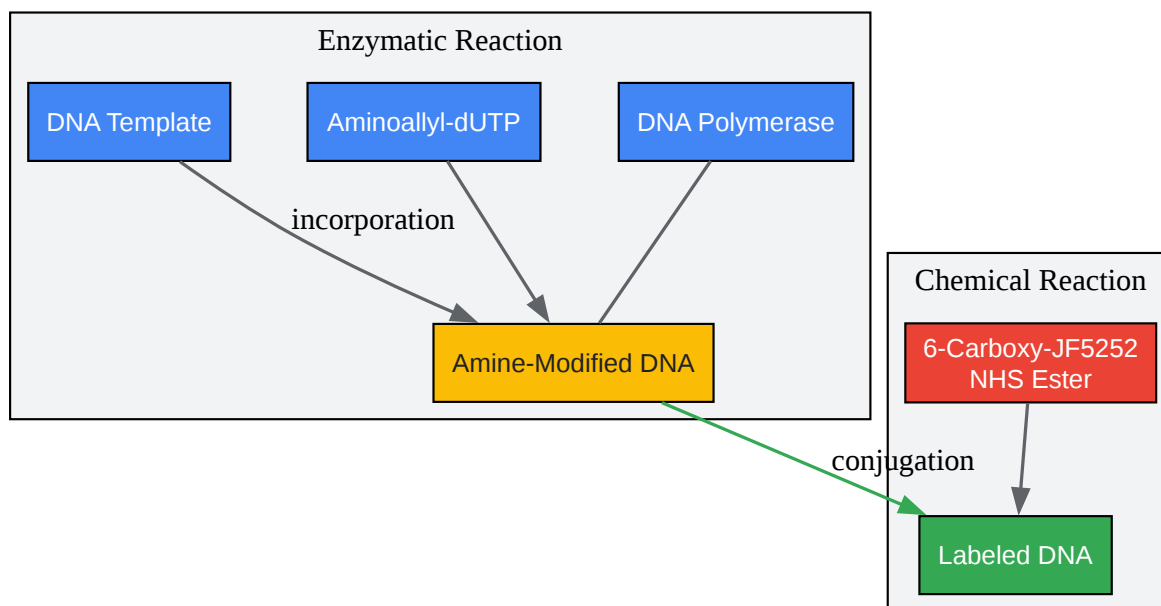 Enzymatic Reaction
DNA Template
Aminoallyl-dUTP
DNA Polymerase
incorporation
Amine-Modified DNA
Chemical Reaction
6-Carboxy-JF5252
NHS Ester
conjugation
Labeled DNA